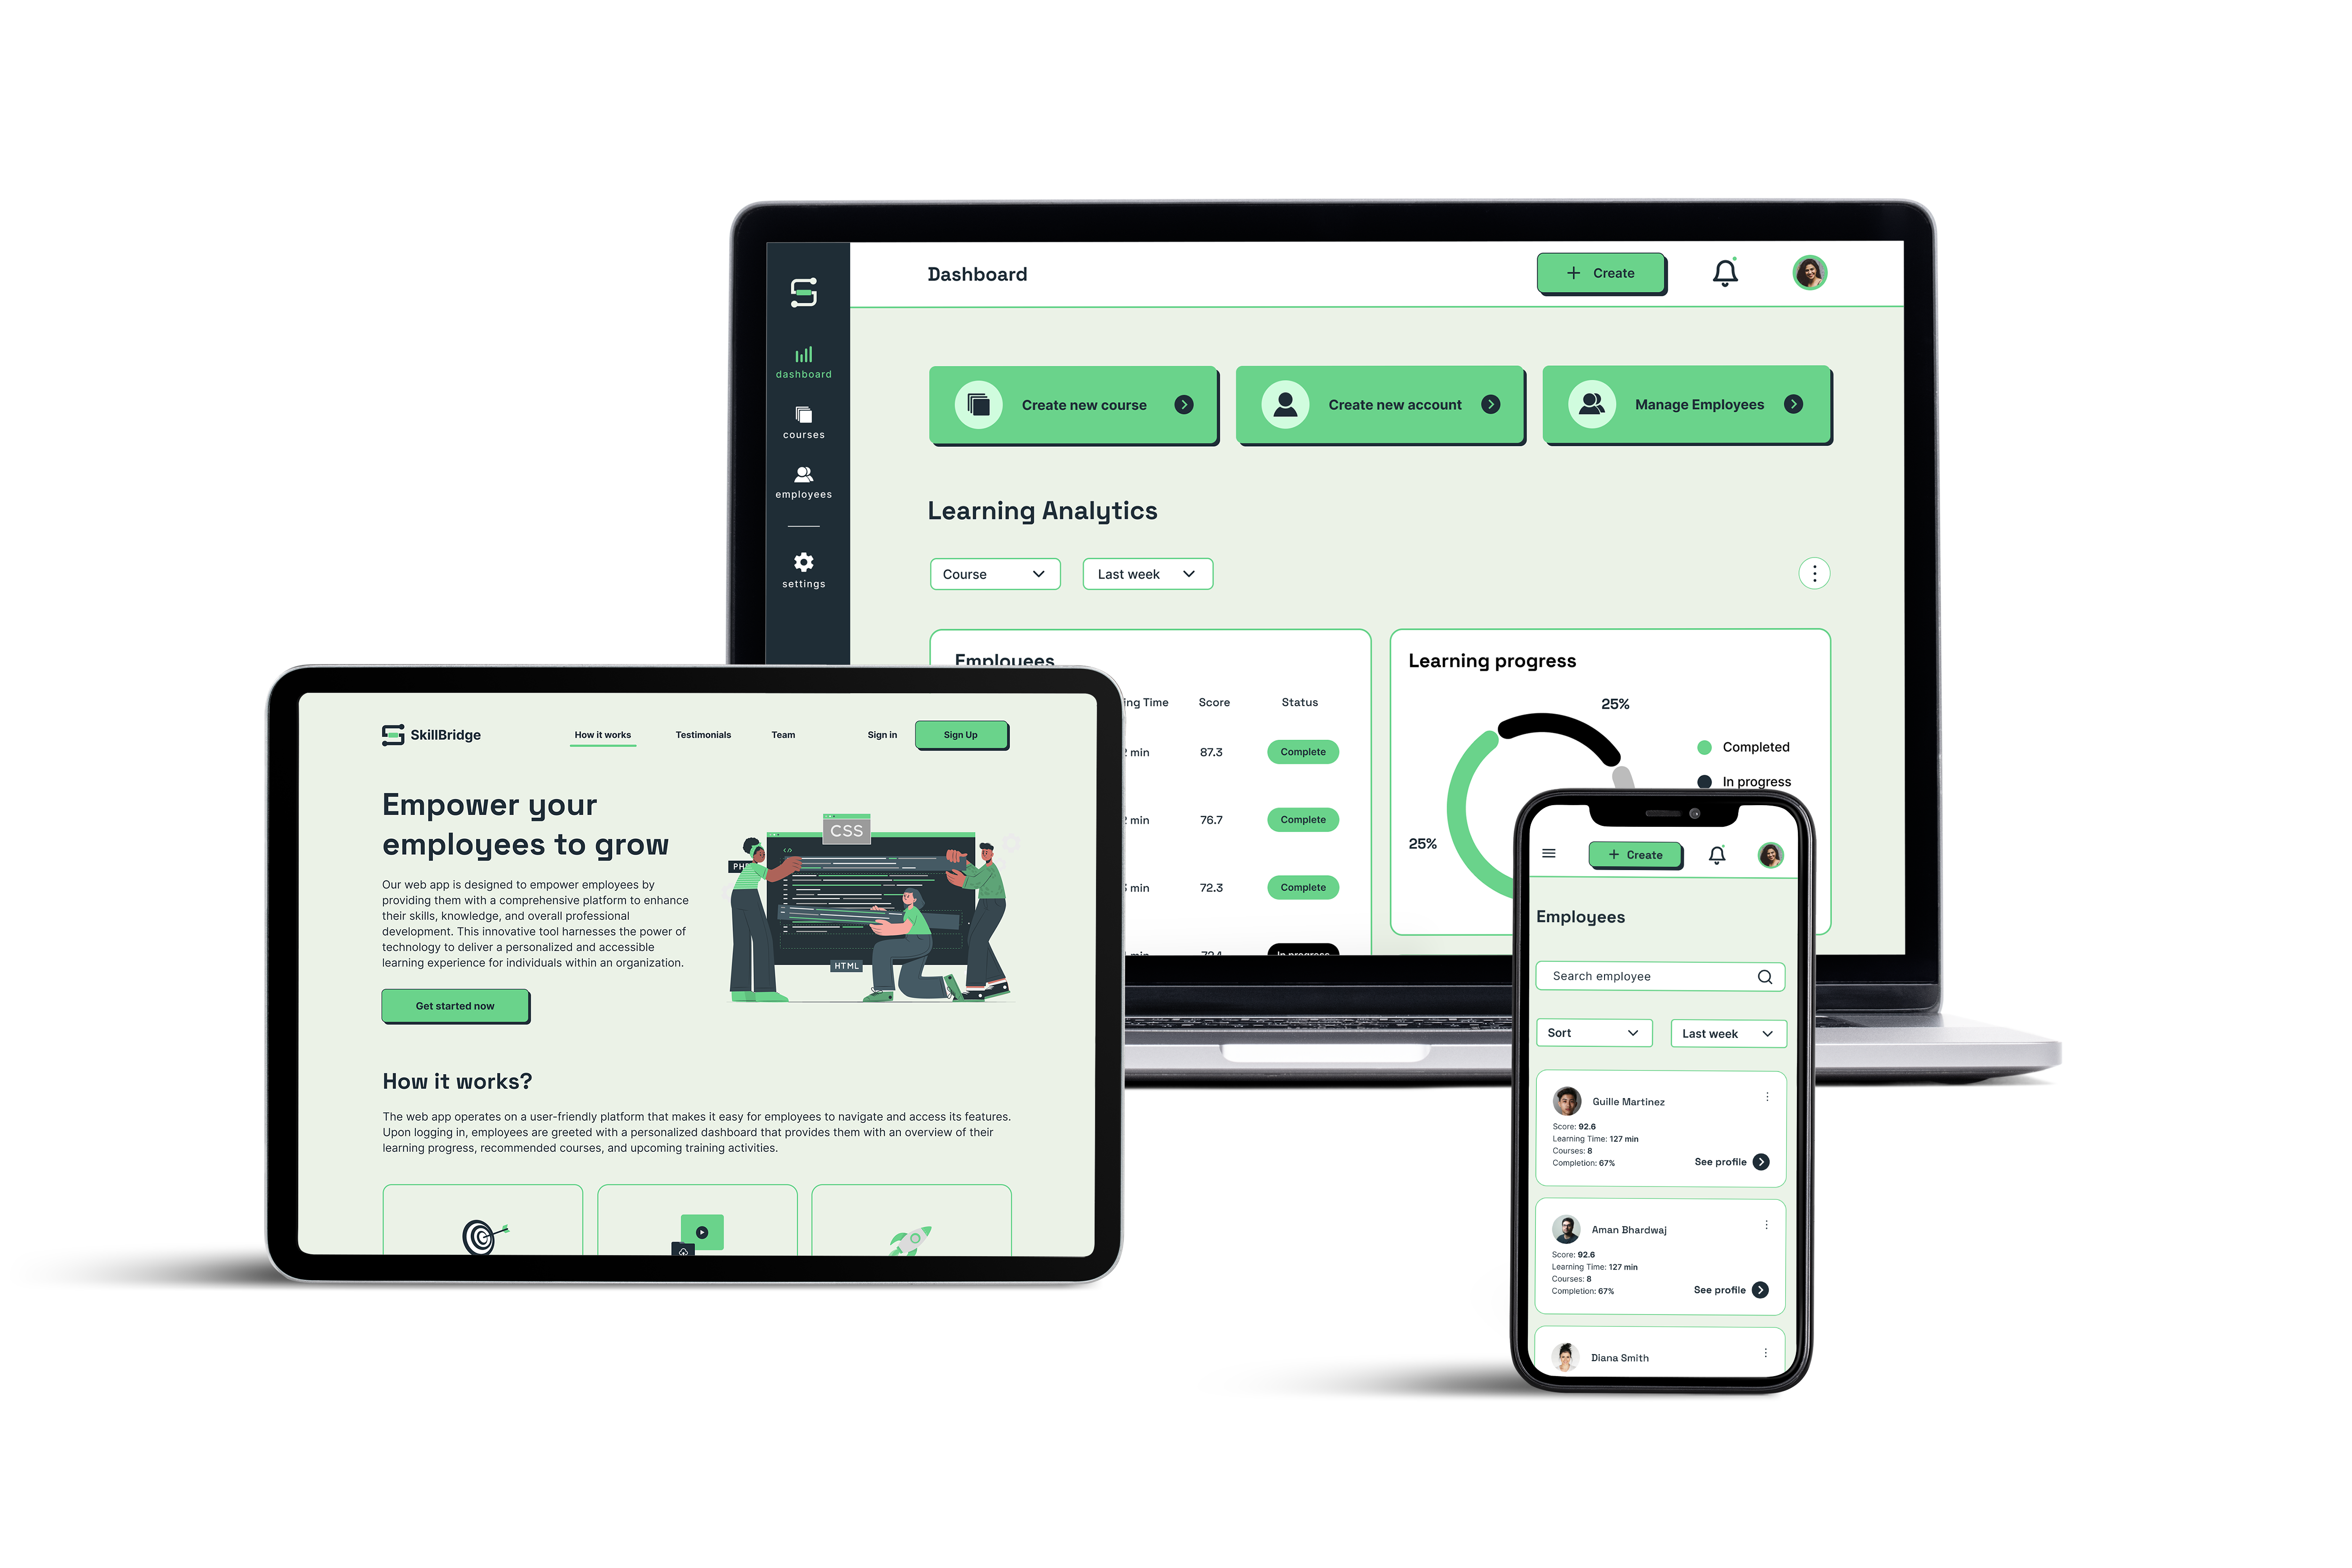 Dashboard
+ Create
dashboard
courses
employees
settings
Create new course
Create new account
Manage Employees
Learning Analytics
Course
Last week
Employees
Time
Score
Status
min
87.3
Complete
min
76.7
Complete
min
72.3
Complete
In progress
Learning progress
25%
25%
Completed
In progress
SkillBridge
How it works
Testimonials
Team
Sign in
Sign Up
Empower your
employees to grow
Our web app is designed to empower employees by
providing them with a comprehensive platform to enhance
their skills, knowledge, and overall professional
development. This innovative tool harnesses the power of
technology to deliver a personalized and accessible
learning experience for individuals within an organization.
Get started now
CSS
HTML
How it works?
The web app operates on a user-friendly platform that makes it easy for employees to navigate and access its features.
Upon logging in, employees are greeted with a personalized dashboard that provides them with an overview of their
learning progress, recommended courses, and upcoming training activities.
+ Create
Employees
Search employee
Sort
Last week
Guille Martinez
Score: 92.6
Learning Time: 127 min
Courses: 8
Completion: 67%
See profile
Aman Bhardwaj
Score: 92.6
Learning Time: 127 min
Courses: 8
Completion: 67%
See profile
Diana Smith